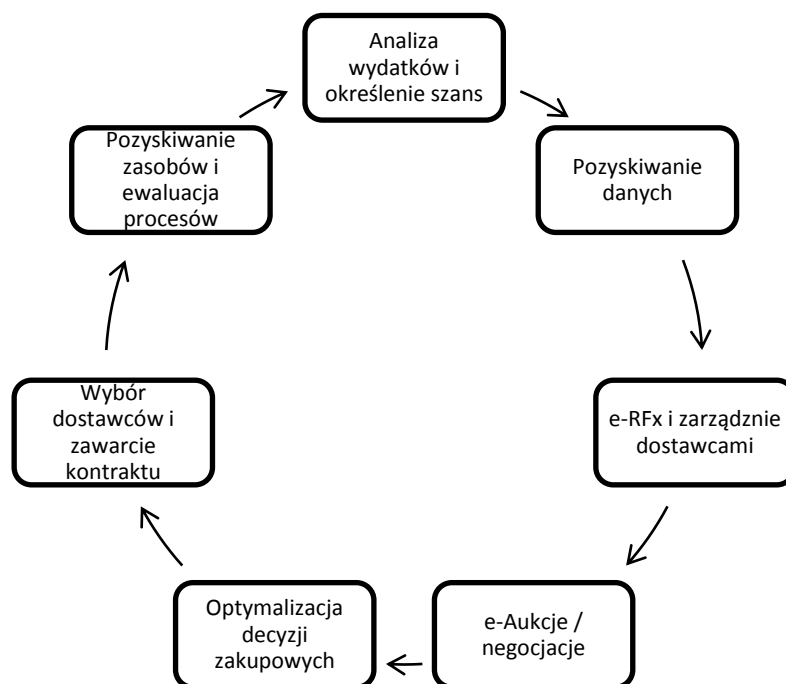 Analiza
wydatków i
określenie szans
Pozyskiwanie
danych
e-RFx i zarządznie
dostawcami
e-Aukcje /
negocjacje
Optymalizacja
decyzji
zakupowych
Wybór
dostawców i
zawarcie
kontraktu
Pozyskiwanie
zasobów i
ewaluacja
procesów